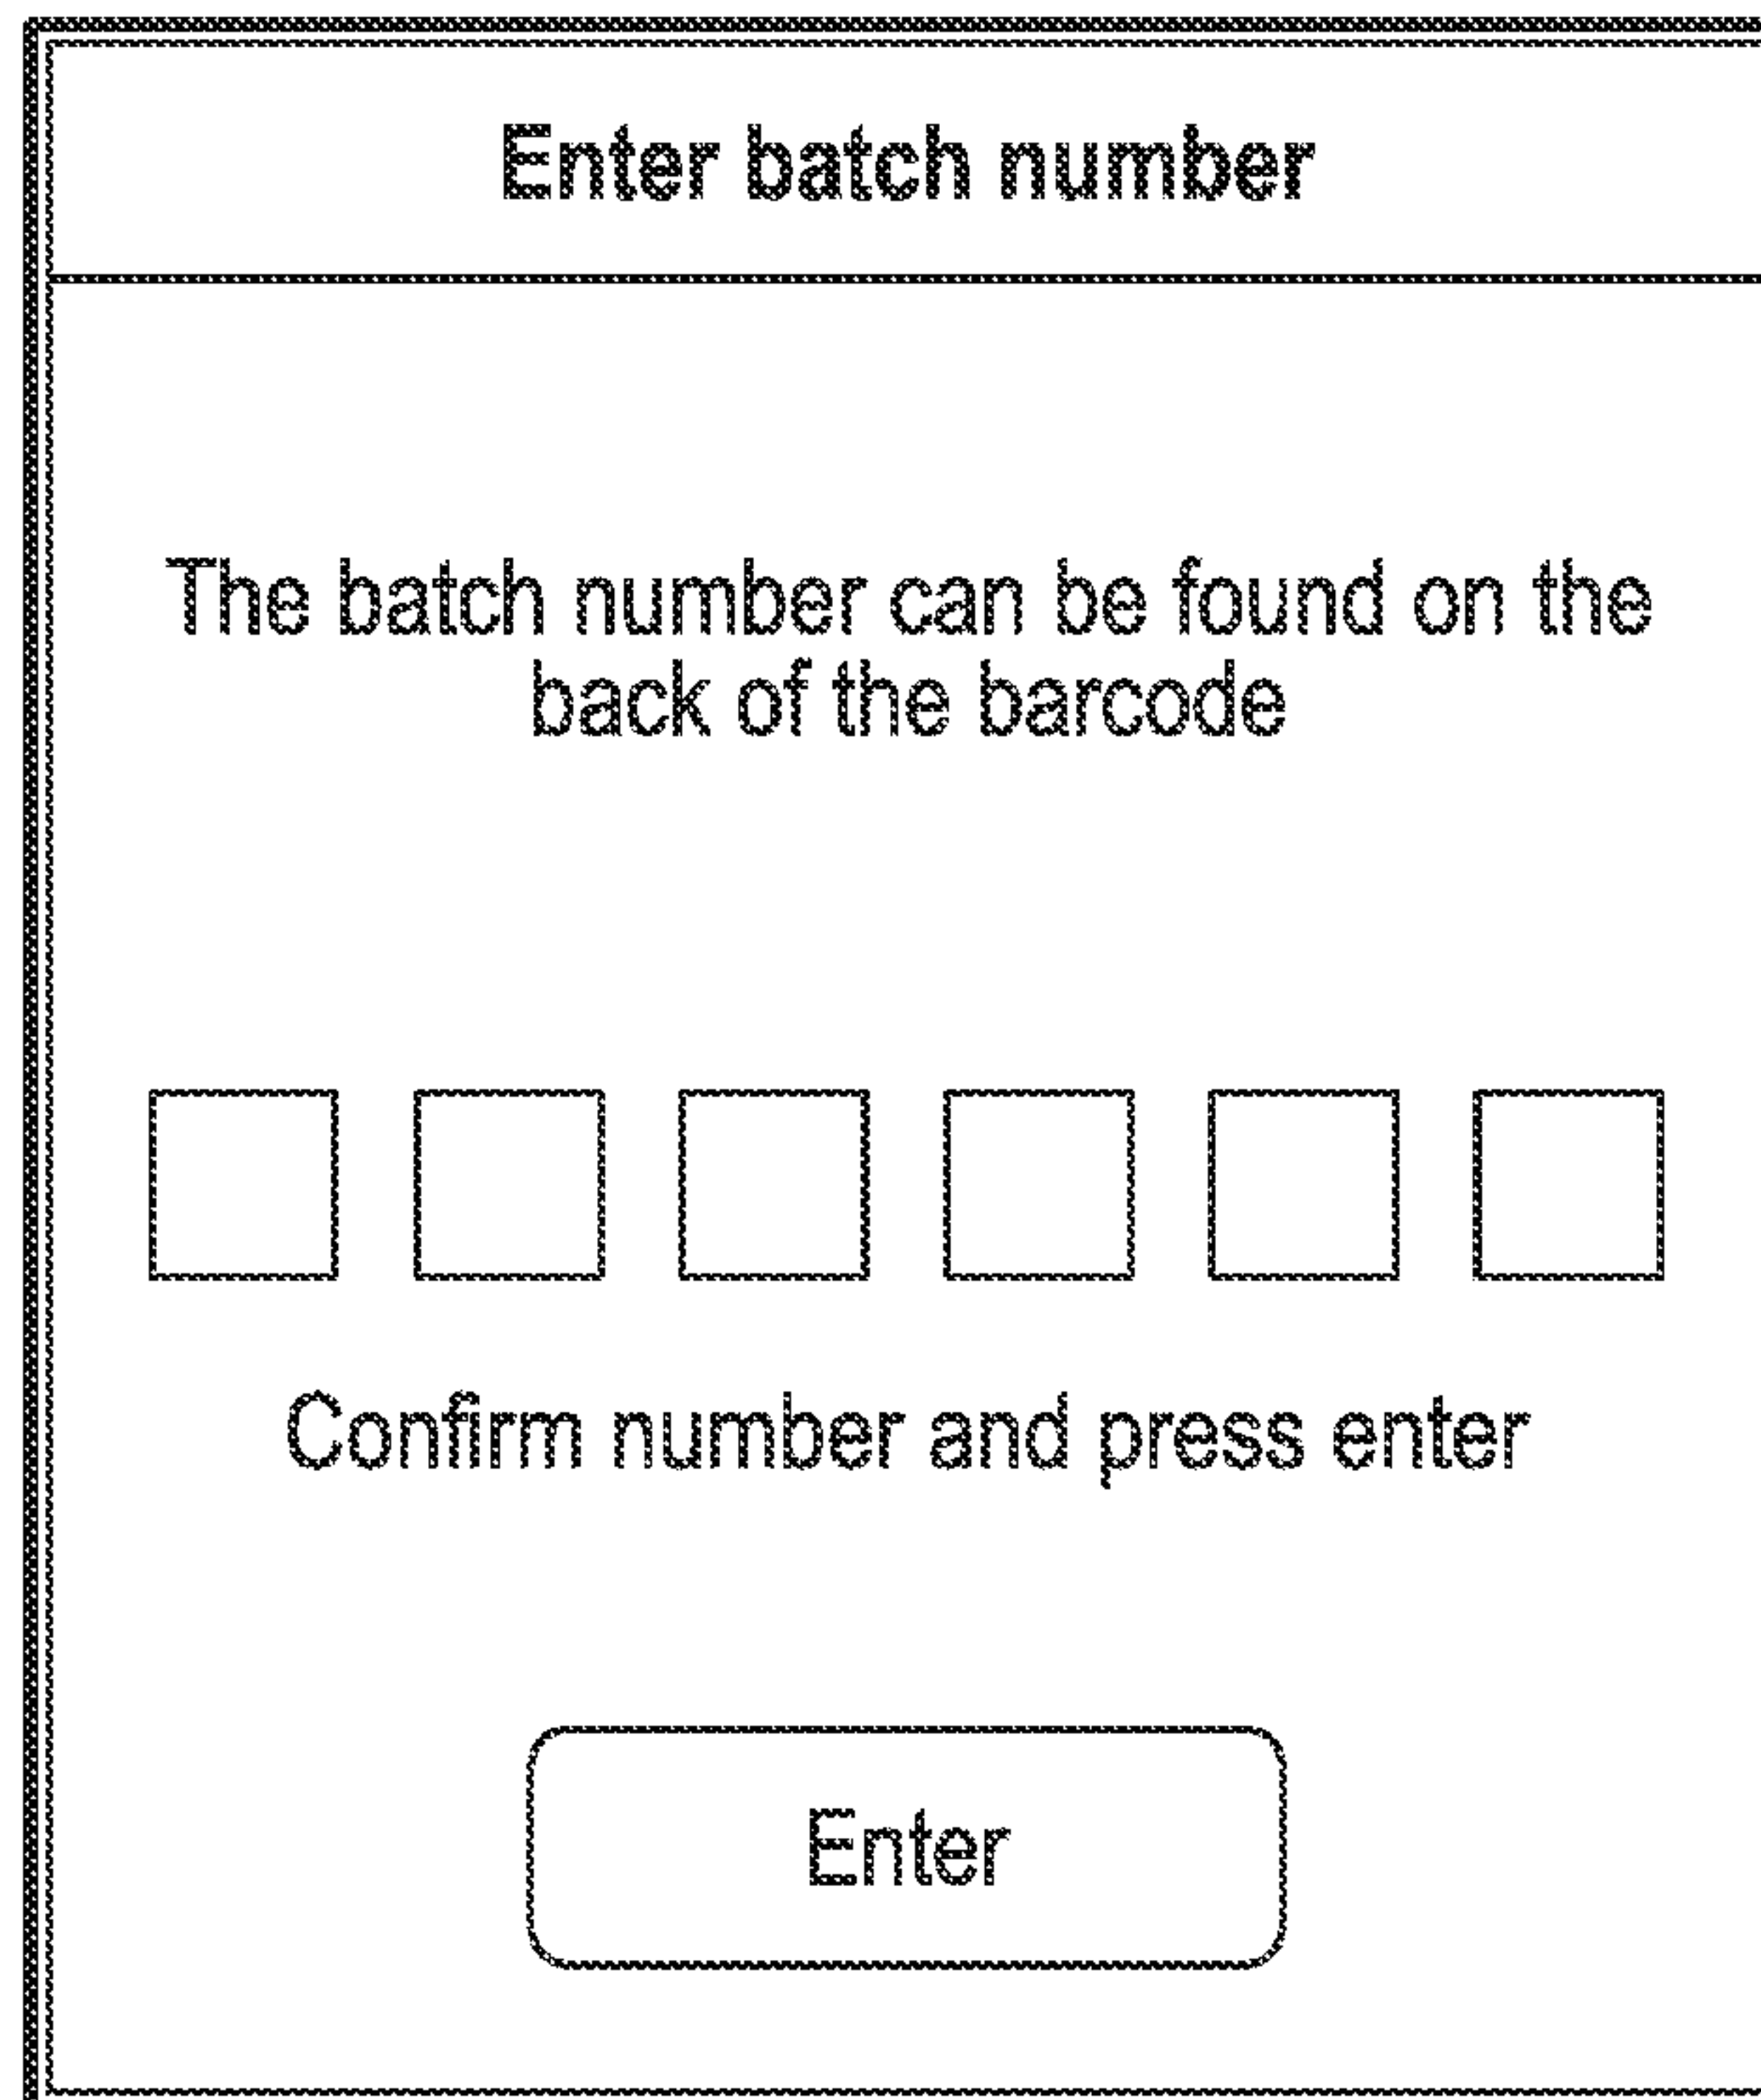 Enter batch number
The batch number can be found on the
back of the barcode
Confirm number and press enter
Enter